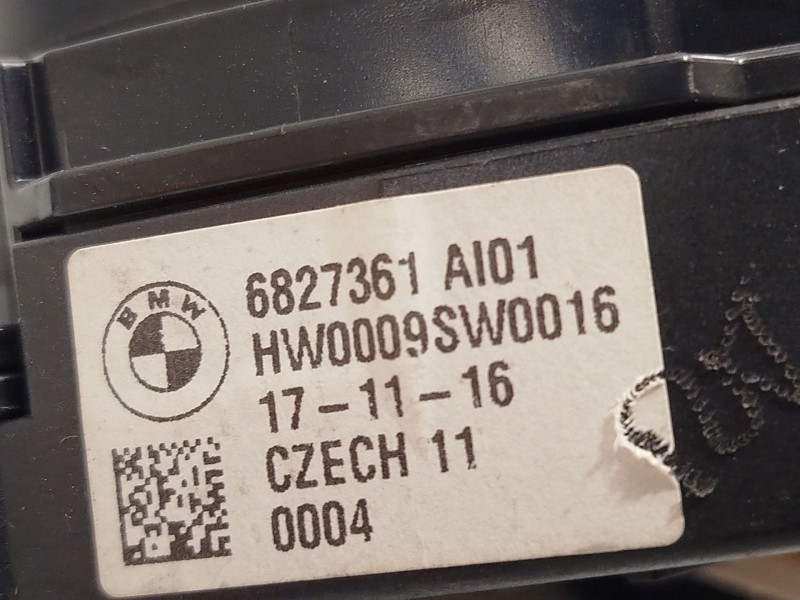 BMW
6827361 AI01
HW0009SW0016
17-11-16
CZECH 11
0004